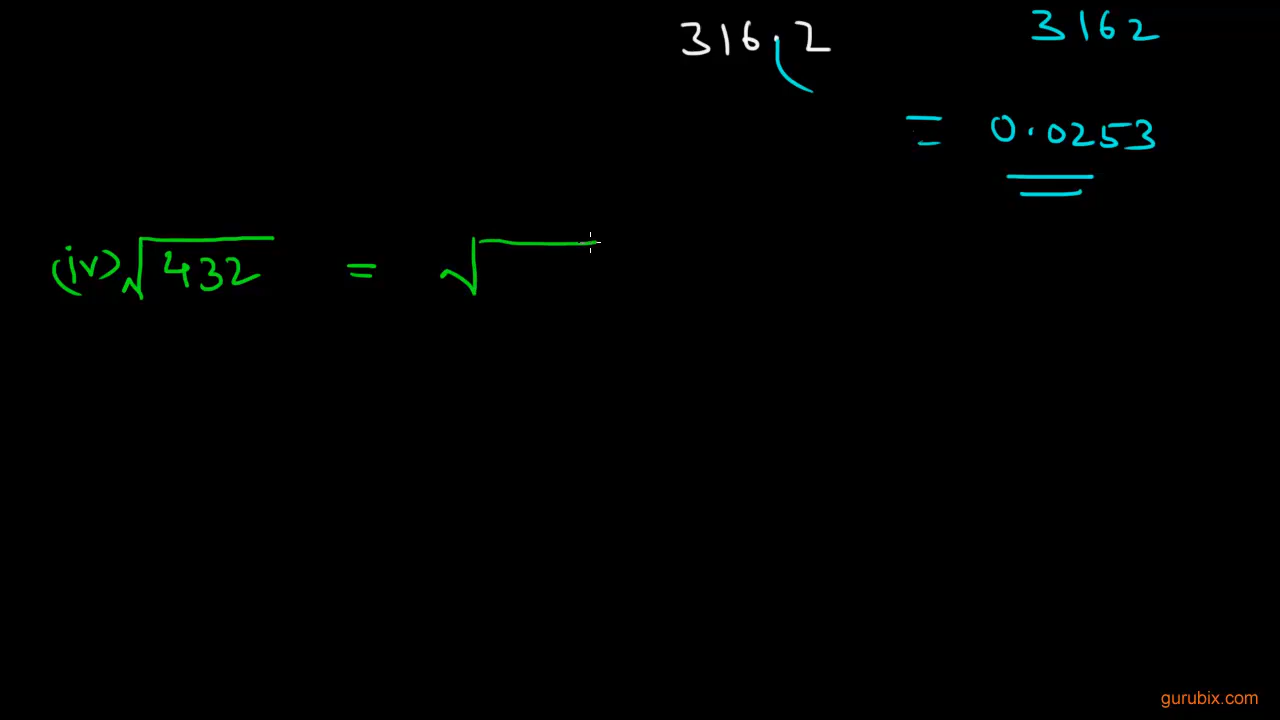 316.2 3162
= 0.0253
(iv) √432 = √
gurubix.com